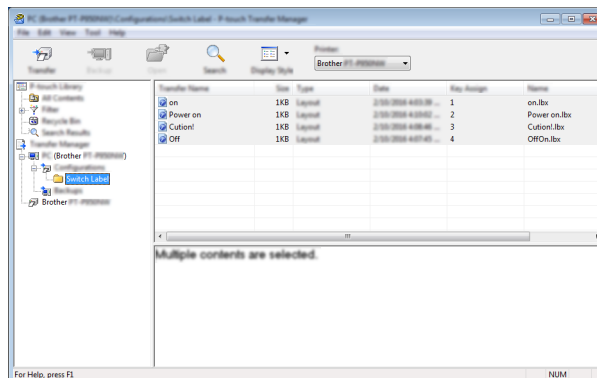 PC (Brother PT-P850NW)\Configurations\Switch Label - P-touch Transfer Manager
File Edit View Tool Help
Transfer Backup Open Search Display Style
Printer:
Brother
P-touch Library
All Contents
Filter
Recycle Bin
Search Results
Transfer Manager
PC (Brother
Configurations
Switch Label
Backups
Brother
Transfer Name Size Type Date Key Assign Name
on 1KB Layout 1 on.lbx
Power on 1KB Layout 2 Power on.lbx
Cution! 1KB Layout 3 Cution!.lbx
Off 1KB Layout 4 OffOn.lbx
Multiple contents are selected.
For Help, press F1 NUM